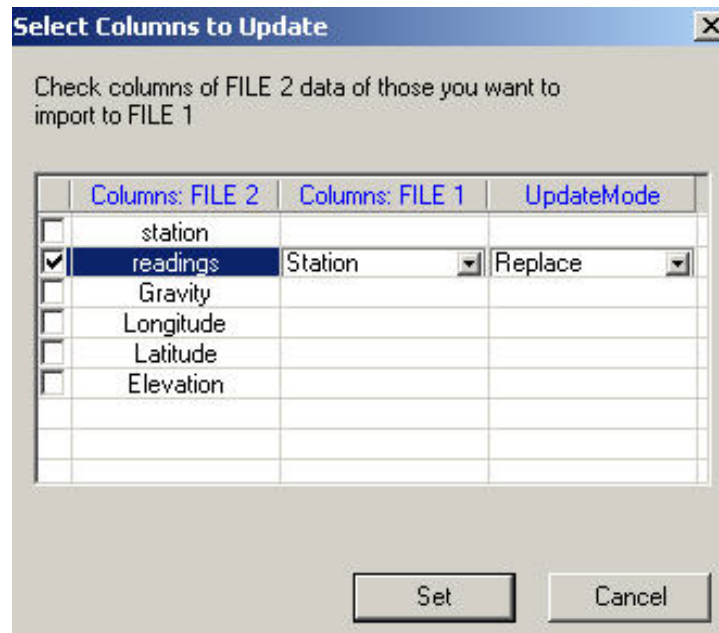 Select Columns to Update
Check columns of FILE 2 data of those you want to
import to FILE 1
Columns: FILE 2 Columns: FILE 1 UpdateMode
station
readings Station Replace
Gravity
Longitude
Latitude
Elevation
Set Cancel